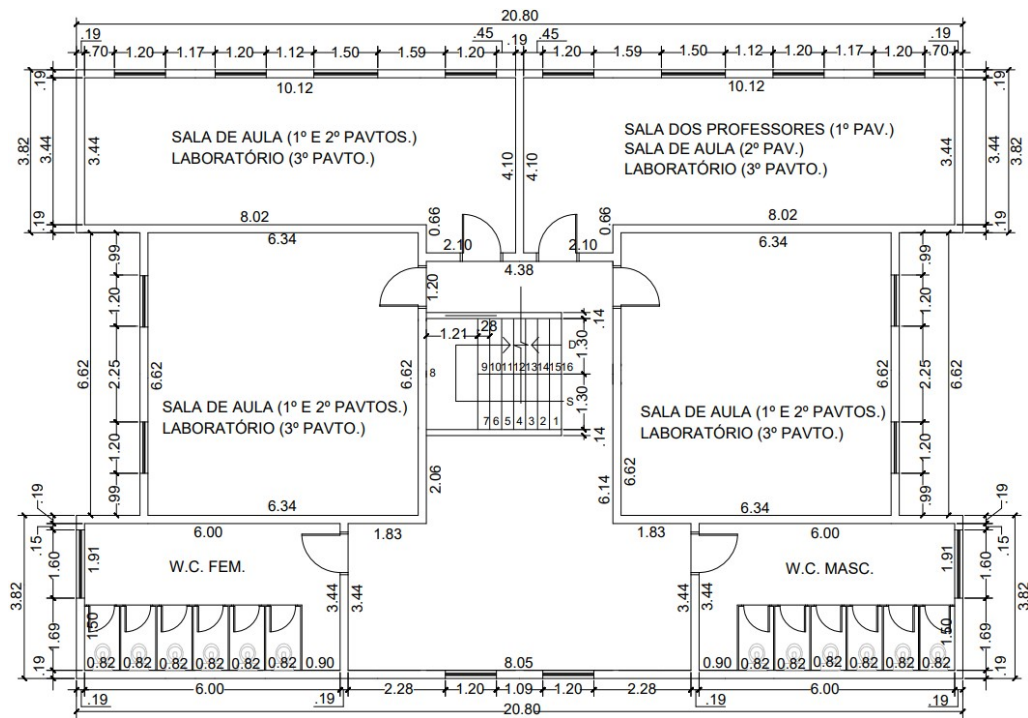 20.80
.19 .45 .19 .45 .19
.70 1.20 1.17 1.20 1.12 1.50 1.59 1.20 1.20 1.59 1.50 1.12 1.20 1.17 1.20 .70
.19 .19
10.12 10.12
SALA DE AULA (1º E 2º PAVTOS.)
LABORATÓRIO (3º PAVTO.)
SALA DOS PROFESSORES (1º PAV.)
SALA DE AULA (2º PAV.)
LABORATÓRIO (3º PAVTO.)
3.82 3.44 3.44 4.10 4.10 3.44 3.44 3.82
.19 8.02 0.66 0.66 8.02 .19
6.34 2.10 2.10 6.34
.99 4.38 .99
1.20 1.20 1.20
.14
1.21 .28 1.30 D
2.25 6.62 6.62 8 9 10 11 12 13 14 15 16 2.25
6.62 1.30 6.62
S
7 6 5 4 3 2 1
.14
SALA DE AULA (1º E 2º PAVTOS.)
LABORATÓRIO (3º PAVTO.)
SALA DE AULA (1º E 2º PAVTOS.)
LABORATÓRIO (3º PAVTO.)
1.20 2.06 6.14 6.62 1.20
.99 6.34 6.34 .99
.19 .19
.15 6.00 1.83 1.83 6.00 .15
1.60 1.91 1.91 1.60
W.C. FEM. W.C. MASC.
3.82 3.44 3.44 3.44 3.44 3.82
1.69 1.50 1.50 1.69
0.82 0.82 0.82 0.82 0.82 0.82 0.90 8.05 0.90 0.82 0.82 0.82 0.82 0.82 0.82
.19 .19
6.00 2.28 1.20 1.09 1.20 2.28 6.00
.19 .19 .19 .19
20.80